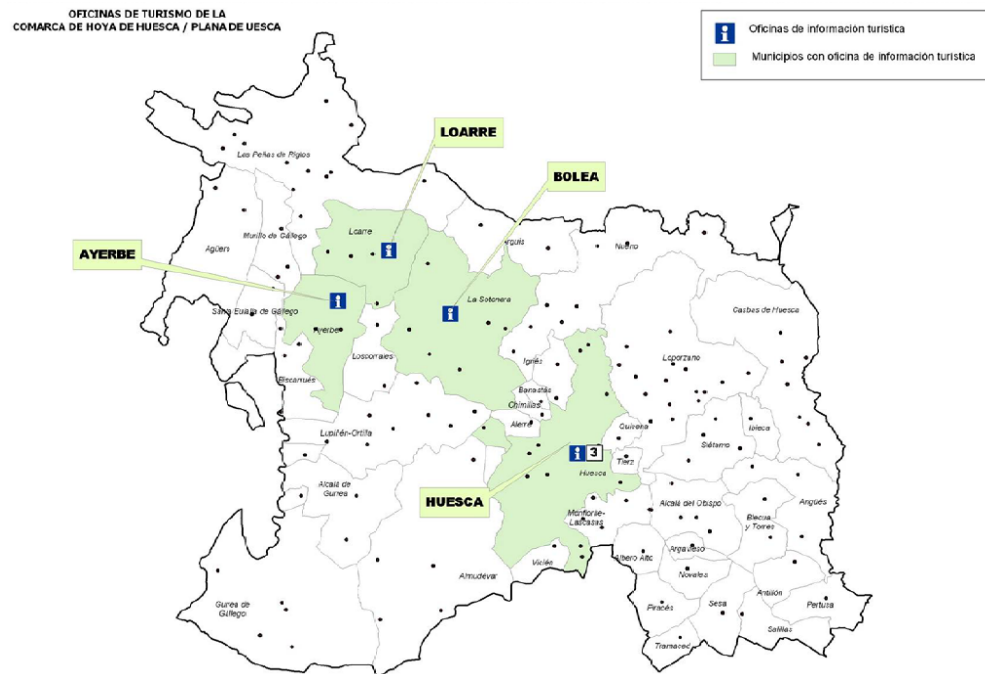 OFICINAS DE TURISMO DE LA
COMARCA DE HOYA DE HUESCA / PLANA DE UESCA
Oficinas de información turística
Municipios con oficina de información turística
LOARRE
BOLEA
AYERBE
HUESCA
Las Peñas de Riglos
Loarre
Murillo de Gállego
Agüero
Arguis
Nueno
La Sotonera
Santa Eulalia de Gállego
Ayerbe
Casbas de Huesca
Loscorrales
Igriés
Loporzano
Biscarrués
Banastás
Chimillas
Alerre
Quicena
Ibieca
Lupiñén-Ortilla
Siétamo
3
Tierz
Huesca
Alcalá de
Gurrea
Alcalá del Obispo
Angüés
Blecua
y Torres
Monflorite-
Lascasas
Albero Alto
Argavieso
Vicién
Almudévar
Novales
Antillón
Gurrea de
Gállego
Piracés
Sesa
Pertusa
Salillas
Tramaced